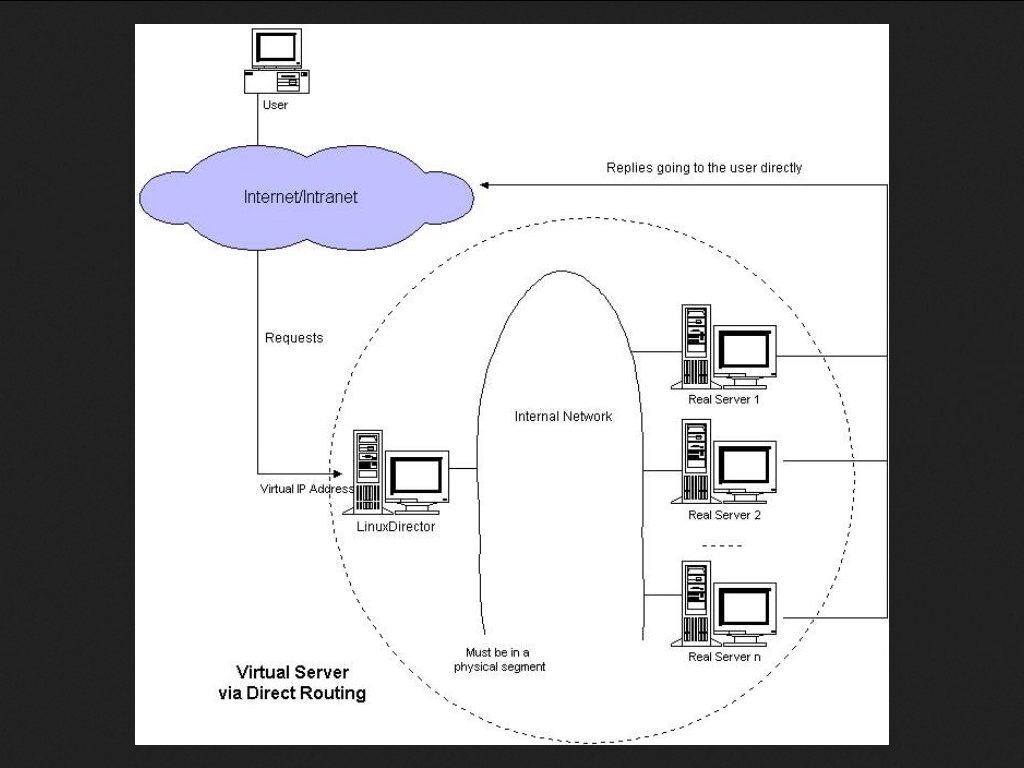 User
Replies going to the user directly
Internet/Intranet
Requests
Internal Network
Real Server 1
Virtual IP Address
LinuxDirector
Real Server 2
Must be in a
physical segment
Real Server n
Virtual Server
via Direct Routing